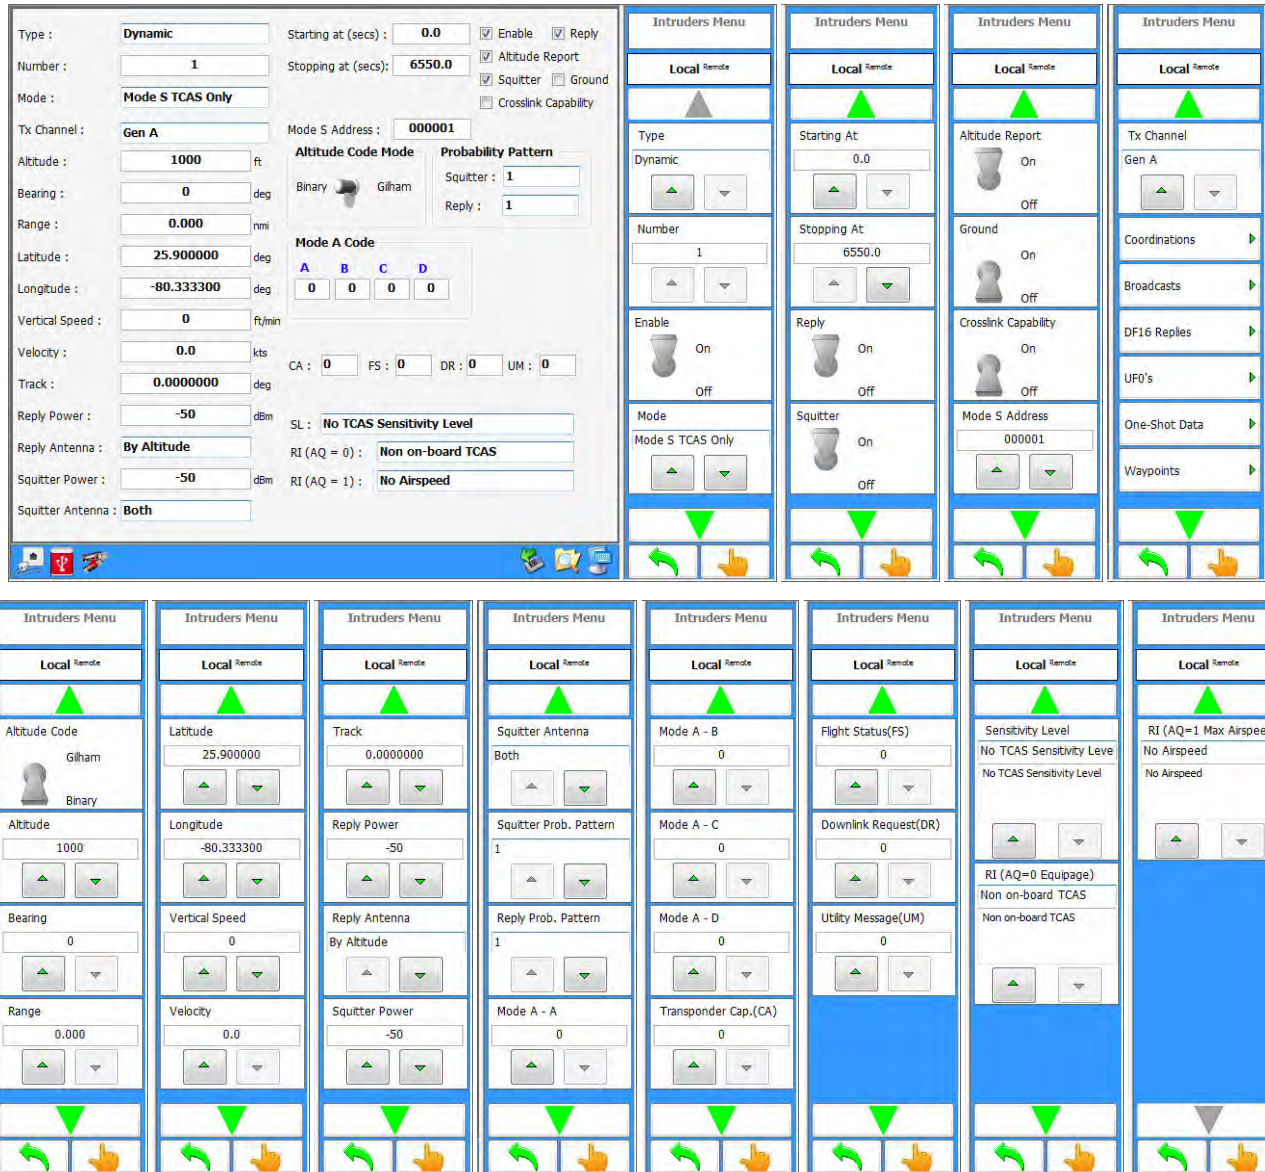 Type : Dynamic Starting at (secs) : 0.0 Enable Reply
Number : 1 Stopping at (secs): 6550.0 Altitude Report
Squitter Ground
Mode : Mode S TCAS Only Crosslink Capability
Tx Channel : Gen A Mode S Address : 000001
Altitude : 1000 ft Altitude Code Mode Probability Pattern
Bearing : 0 deg Binary Gilham Squitter : 1
Reply : 1
Range : 0.000 nmi
Latitude : 25.900000 deg Mode A Code
A B C D
Longitude : -80.333300 deg 0 0 0 0
Vertical Speed : 0 ft/min
Velocity : 0.0 kts CA : 0 FS : 0 DR : 0 UM : 0
Track : 0.0000000 deg
Reply Power : -50 dBm SL : No TCAS Sensitivity Level
Reply Antenna : By Altitude RI (AQ = 0) : Non on-board TCAS
Squitter Power : -50 dBm RI (AQ = 1) : No Airspeed
Squitter Antenna : Both
Intruders Menu
Local Remote
Type
Dynamic
Number
1
Enable
On
Off
Mode
Mode S TCAS Only
Intruders Menu
Local Remote
Starting At
0.0
Stopping At
6550.0
Reply
On
Off
Squitter
On
Off
Intruders Menu
Local Remote
Altitude Report
On
Off
Ground
On
Off
Crosslink Capability
On
Off
Mode S Address
000001
Intruders Menu
Local Remote
Tx Channel
Gen A
Coordinations
Broadcasts
DF16 Replies
UF0's
One-Shot Data
Waypoints
Intruders Menu
Local Remote
Altitude Code
Gilham
Binary
Altitude
1000
Bearing
0
Range
0.000
Intruders Menu
Local Remote
Latitude
25.900000
Longitude
-80.333300
Vertical Speed
0
Velocity
0.0
Intruders Menu
Local Remote
Track
0.0000000
Reply Power
-50
Reply Antenna
By Altitude
Squitter Power
-50
Intruders Menu
Local Remote
Squitter Antenna
Both
Squitter Prob. Pattern
1
Reply Prob. Pattern
1
Mode A - A
0
Intruders Menu
Local Remote
Mode A - B
0
Mode A - C
0
Mode A - D
0
Transponder Cap.(CA)
0
Intruders Menu
Local Remote
Flight Status(FS)
0
Downlink Request(DR)
0
Utility Message(UM)
0
Intruders Menu
Local Remote
Sensitivity Level
No TCAS Sensitivity Leve
No TCAS Sensitivity Level
RI (AQ=0 Equipage)
Non on-board TCAS
Non on-board TCAS
Intruders Menu
Local Remote
RI (AQ=1 Max Airspee
No Airspeed
No Airspeed